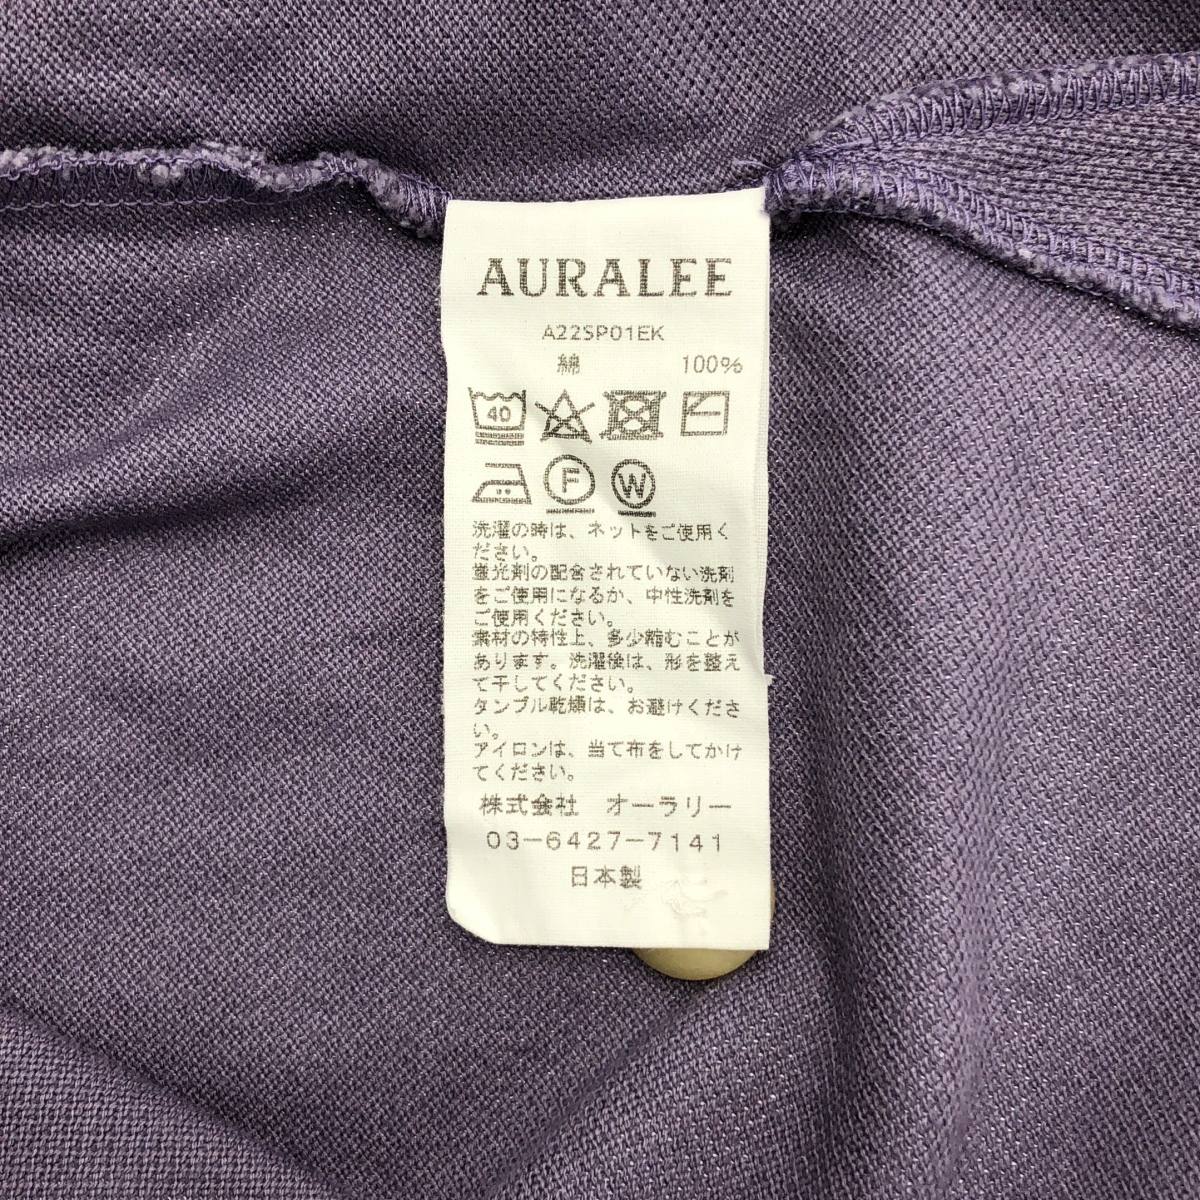 AURALEE
A22SP01EK
綿 100%
40
F W
洗濯の時は、ネットをご使用く
ださい。
蛍光剤の配合されていない洗剤
をご使用になるか、中性洗剤を
ご使用ください。
素材の特性上、多少縮むことが
あります。洗濯後は、形を整え
て干してください。
タンブル乾燥は、お避けくださ
い。
アイロンは、当て布をしてかけ
てください。
株式会社 オーラリー
03-6427-7141
日本製